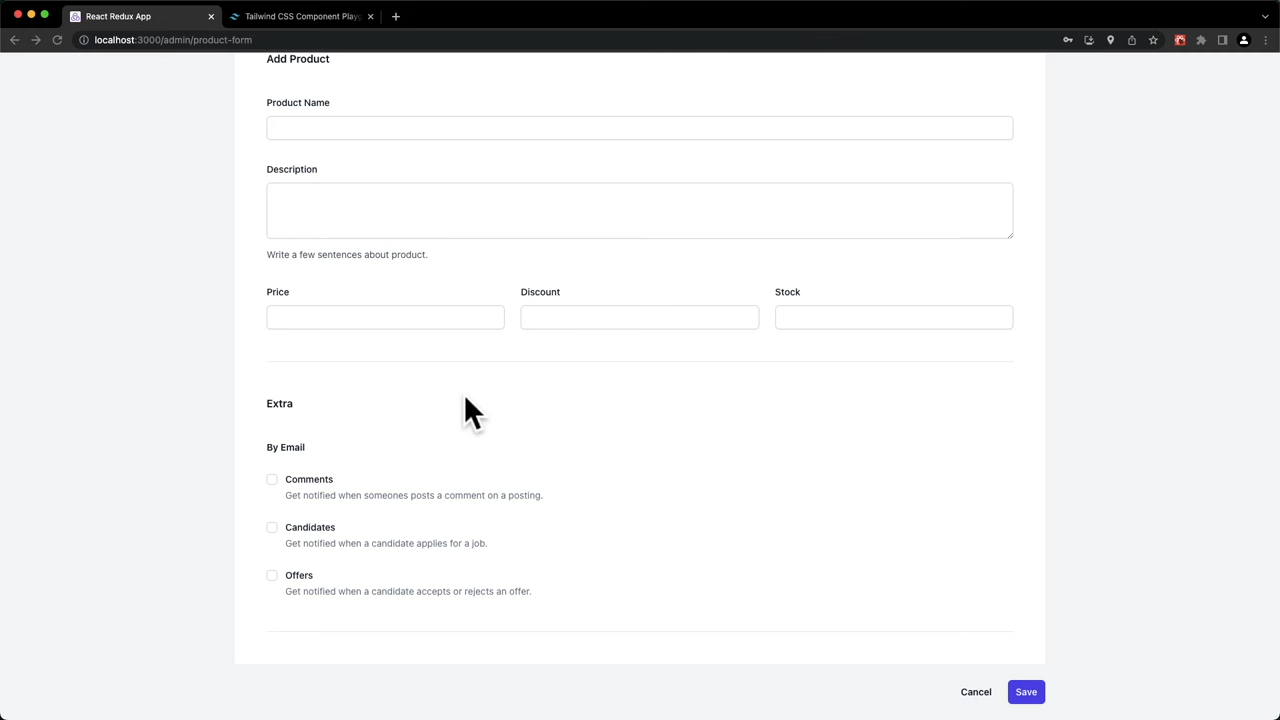 React Redux App
Tailwind CSS Component Playg
localhost:3000/admin/product-form
Add Product
Product Name
Description
Write a few sentences about product.
Price Discount Stock
Extra
By Email
Comments
Get notified when someones posts a comment on a posting.
Candidates
Get notified when a candidate applies for a job.
Offers
Get notified when a candidate accepts or rejects an offer.
Cancel Save